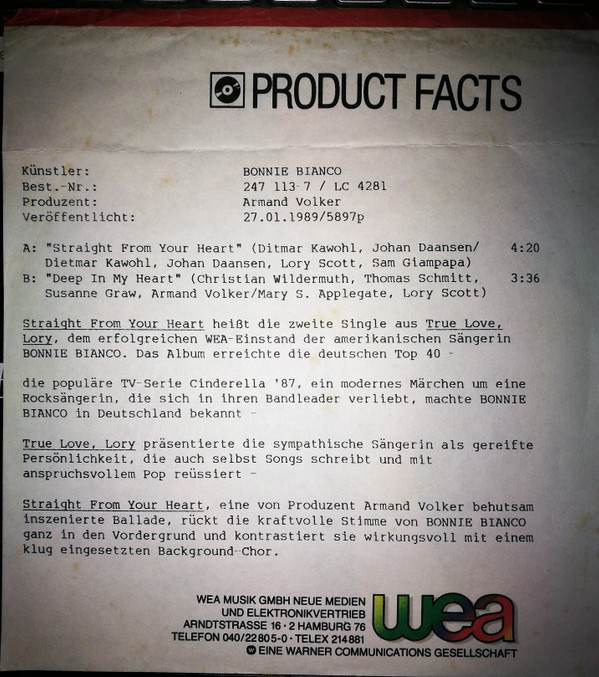 PRODUCT FACTS
Künstler: BONNIE BIANCO
Best.-Nr.: 247 113-7 / LC 4281
Produzent: Armand Volker
Veröffentlicht: 27.01.1989/5897p
A: "Straight From Your Heart" (Ditmar Kawohl, Johan Daansen/ 4:20
Dietmar Kawohl, Johan Daansen, Lory Scott, Sam Giampapa)
B: "Deep In My Heart" (Christian Wildermuth, Thomas Schmitt, 3:36
Susanne Graw, Armand Volker/Mary S. Applegate, Lory Scott)
Straight From Your Heart heißt die zweite Single aus True Love,
Lory, dem erfolgreichen WEA-Einstand der amerikanischen Sängerin
BONNIE BIANCO. Das Album erreichte die deutschen Top 40 -
die populäre TV-Serie Cinderella '87, ein modernes Märchen um eine
Rocksängerin, die sich in ihren Bandleader verliebt, machte BONNIE
BIANCO in Deutschland bekannt -
True Love, Lory präsentierte die sympathische Sängerin als gereifte
Persönlichkeit, die auch selbst Songs schreibt und mit
anspruchsvollem Pop reüssiert -
Straight From Your Heart, eine von Produzent Armand Volker behutsam
inszenierte Ballade, rückt die kraftvolle Stimme von BONNIE BIANCO
ganz in den Vordergrund und kontrastiert sie wirkungsvoll mit einem
klug eingesetzten Background-Chor.
WEA MUSIK GMBH NEUE MEDIEN
UND ELEKTRONIKVERTRIEB
ARNDTSTRASSE 16 · 2 HAMBURG 76
TELEFON 040/22805-0 · TELEX 214881
wea
EINE WARNER COMMUNICATIONS GESELLSCHAFT